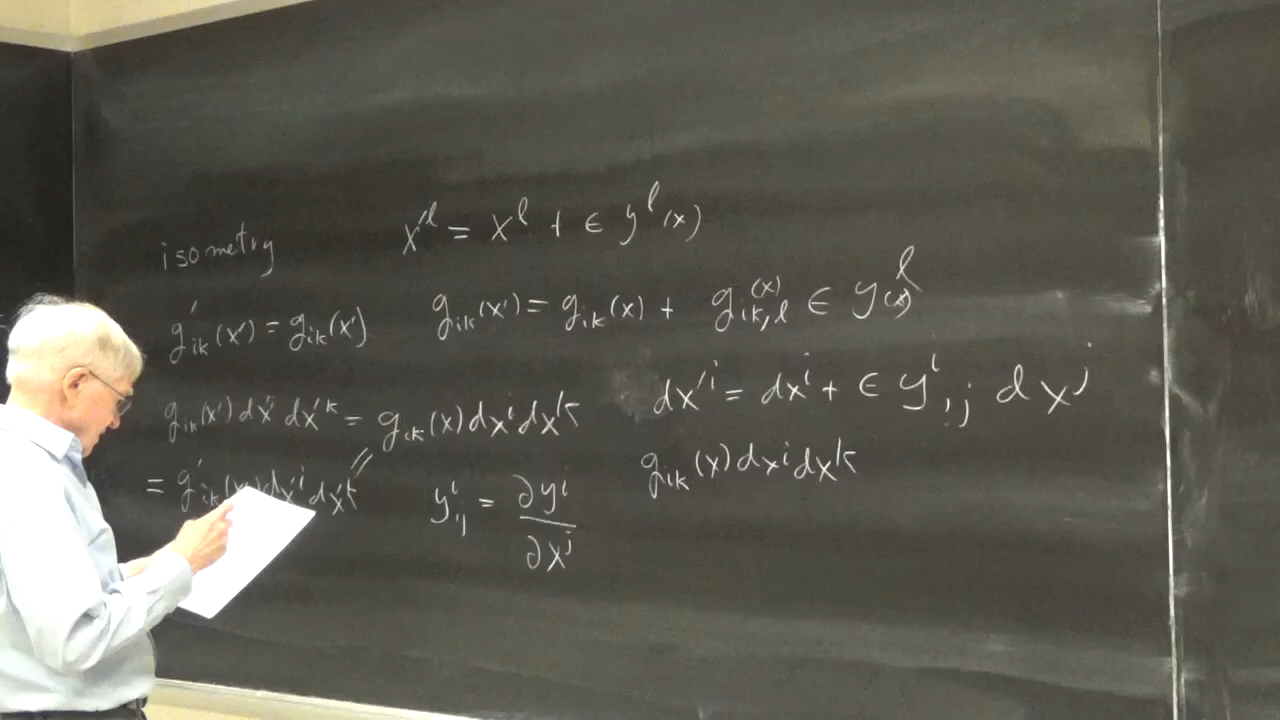 isometry
x'^l = x^l + ∈ y^l(x)
g'_ik(x') = g_ik(x')
g_ik(x') = g_ik(x) + g_ik,l(x) ∈ y^l(x)
g_ik(x') dx'^i dx'^k = g_ik(x) dx^i dx^k
dx'^i = dx^i + ∈ y^i_,j dx^j
= g'_ik(x') dx'^i dx'^k
y^i_,j = ∂y^i / ∂x^j
g_ik(x) dx^i dx^k